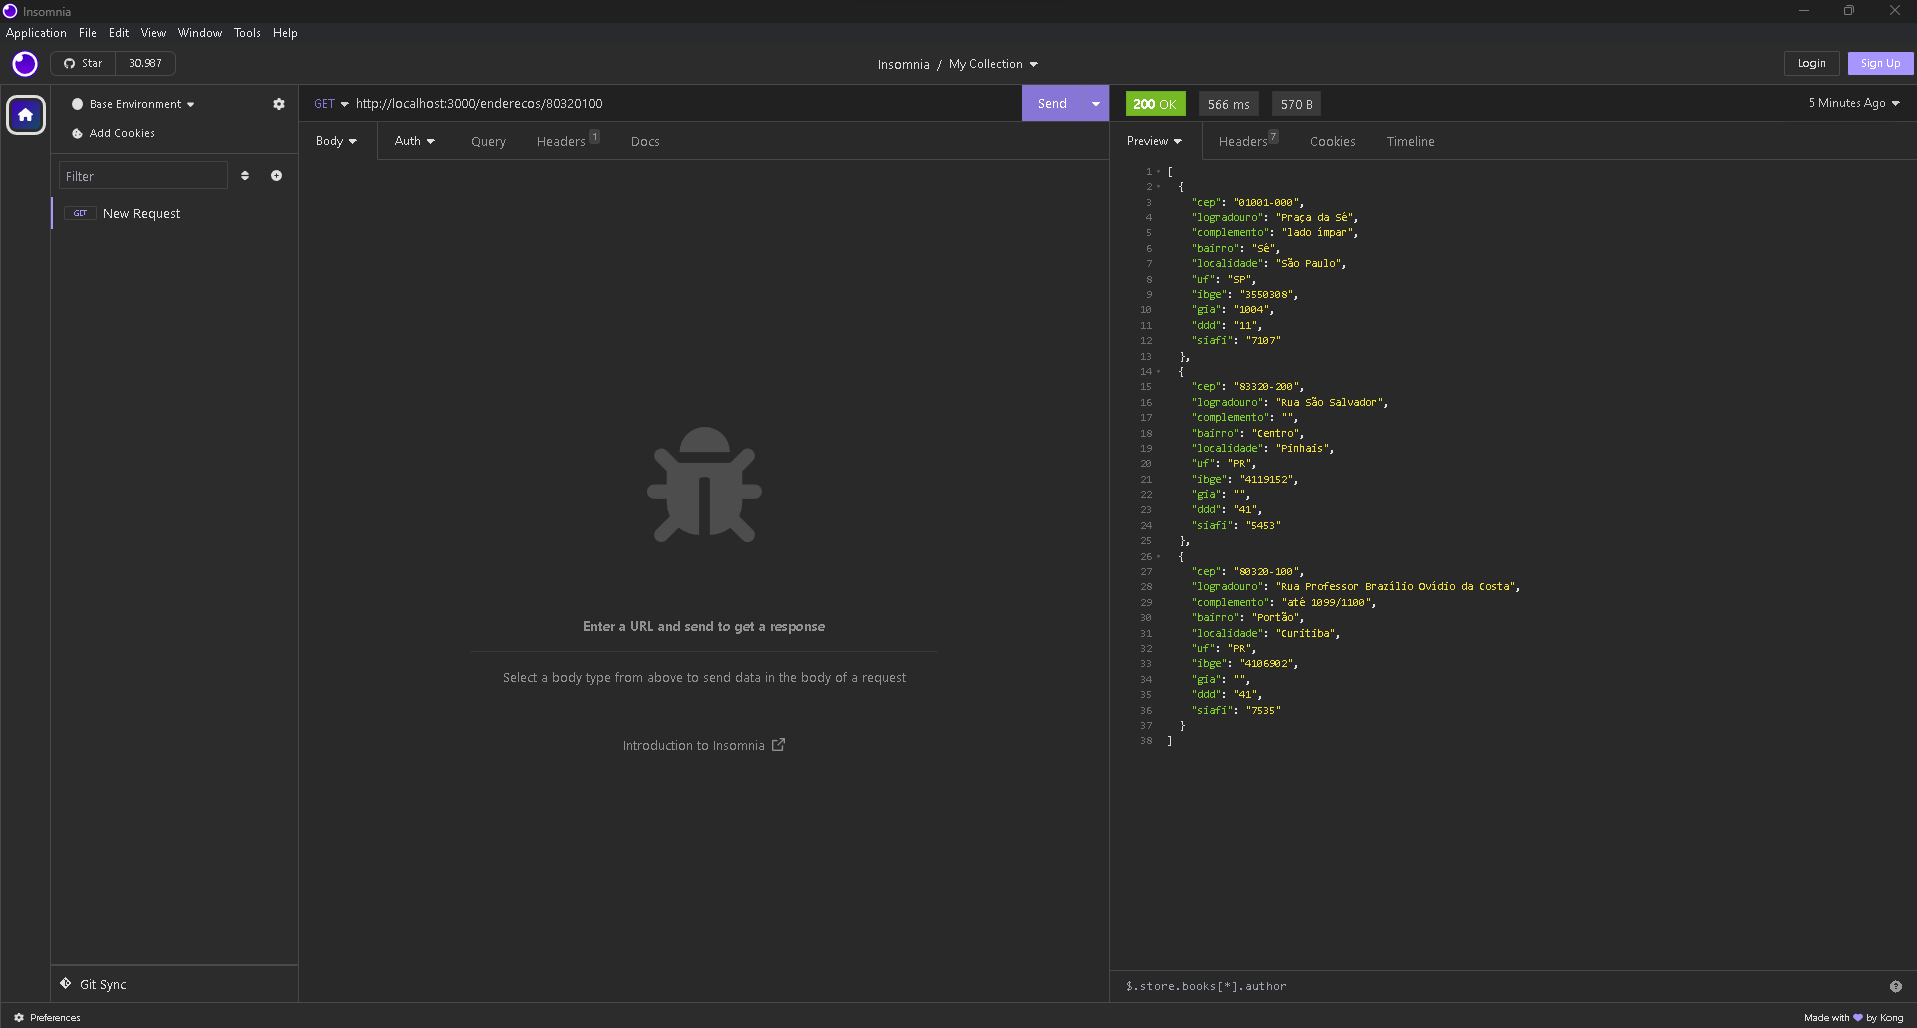 Insomnia
Application File Edit View Window Tools Help
Star 30.987
Insomnia / My Collection
Login Sign Up
Base Environment
Add Cookies
Filter
GET New Request
Git Sync
Preferences
GET http://localhost:3000/enderecos/80320100 Send
Body Auth Query Headers 1 Docs
Enter a URL and send to get a response
Select a body type from above to send data in the body of a request
Introduction to Insomnia
200 OK 566 ms 570 B 5 Minutes Ago
Preview Headers 7 Cookies Timeline
1 [
2 {
3 "cep": "01001-000",
4 "logradouro": "Praça da Sé",
5 "complemento": "lado ímpar",
6 "bairro": "Sé",
7 "localidade": "São Paulo",
8 "uf": "SP",
9 "ibge": "3550308",
10 "gia": "1004",
11 "ddd": "11",
12 "siafi": "7107"
13 },
14 {
15 "cep": "83320-200",
16 "logradouro": "Rua São Salvador",
17 "complemento": "",
18 "bairro": "Centro",
19 "localidade": "Pinhais",
20 "uf": "PR",
21 "ibge": "4119152",
22 "gia": "",
23 "ddd": "41",
24 "siafi": "5453"
25 },
26 {
27 "cep": "80320-100",
28 "logradouro": "Rua Professor Brazílio Ovídio da Costa",
29 "complemento": "até 1099/1100",
30 "bairro": "Portão",
31 "localidade": "Curitiba",
32 "uf": "PR",
33 "ibge": "4106902",
34 "gia": "",
35 "ddd": "41",
36 "siafi": "7535"
37 }
38 ]
$.store.books[*].author
Made with 💜 by Kong